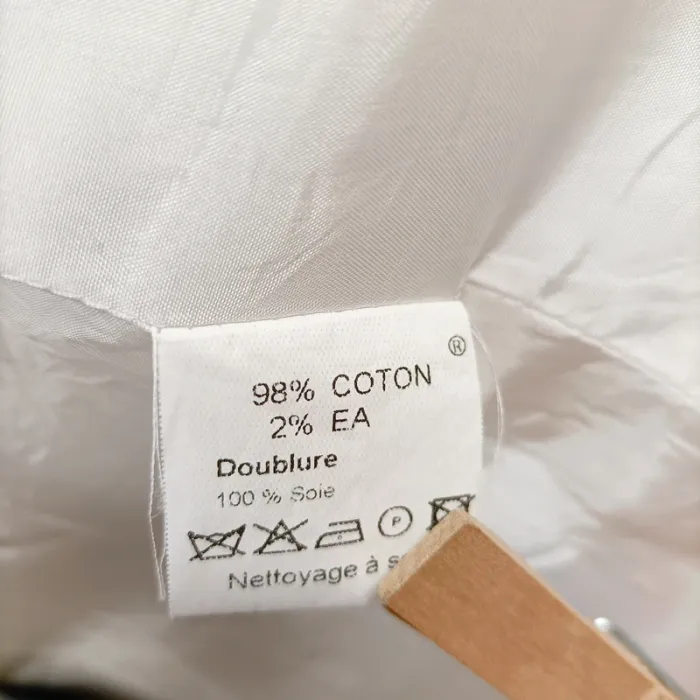 ®
98% COTON
2% EA
Doublure
100 % Soie
P
Nettoyage à